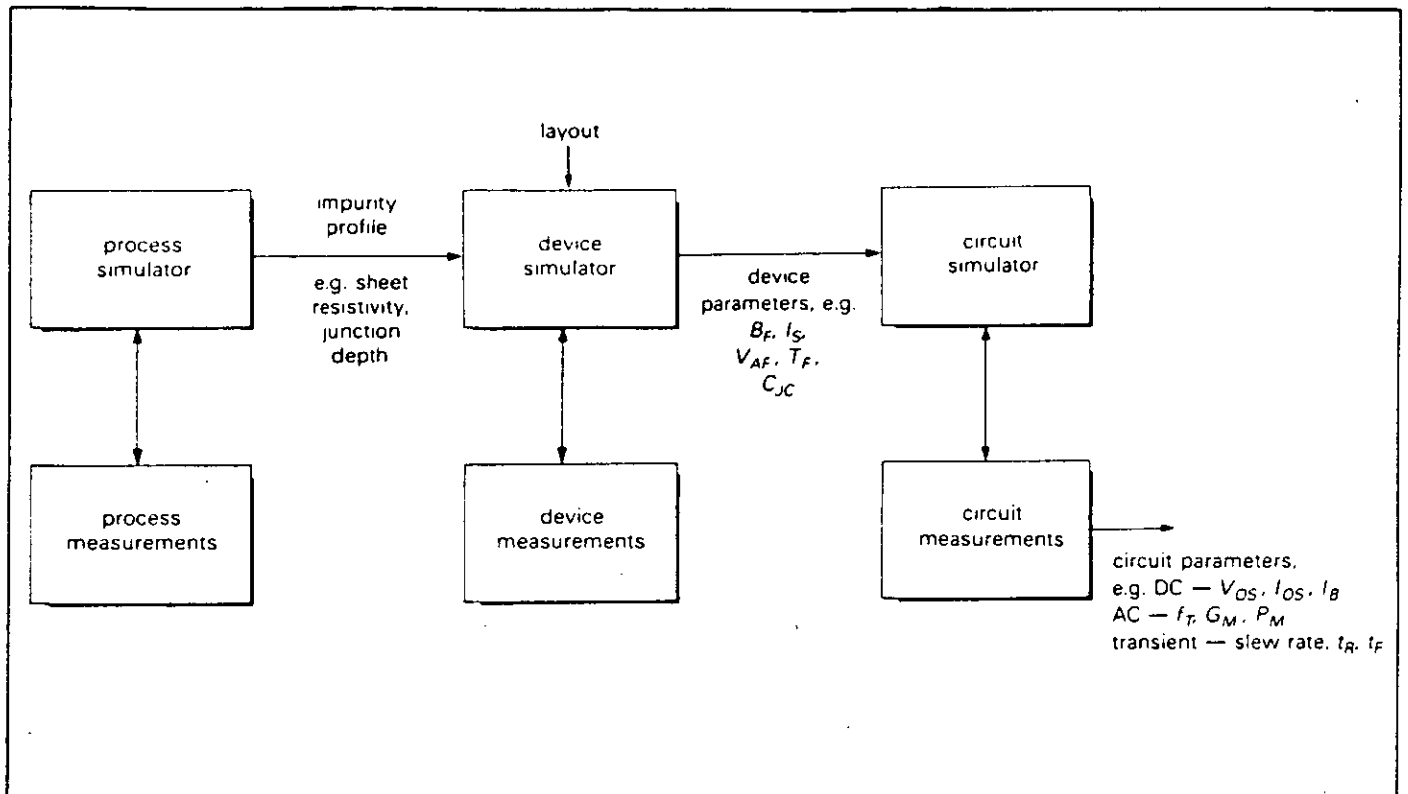 layout
process
simulator
impurity
profile
e.g. sheet
resistivity,
junction
depth
device
simulator
device
parameters, e.g.
B_F, I_S,
V_AF, T_F,
C_JC
circuit
simulator
process
measurements
device
measurements
circuit
measurements
circuit parameters,
e.g. DC — V_OS, I_OS, I_B
AC — f_T, G_M, P_M
transient — slew rate, t_R, t_F